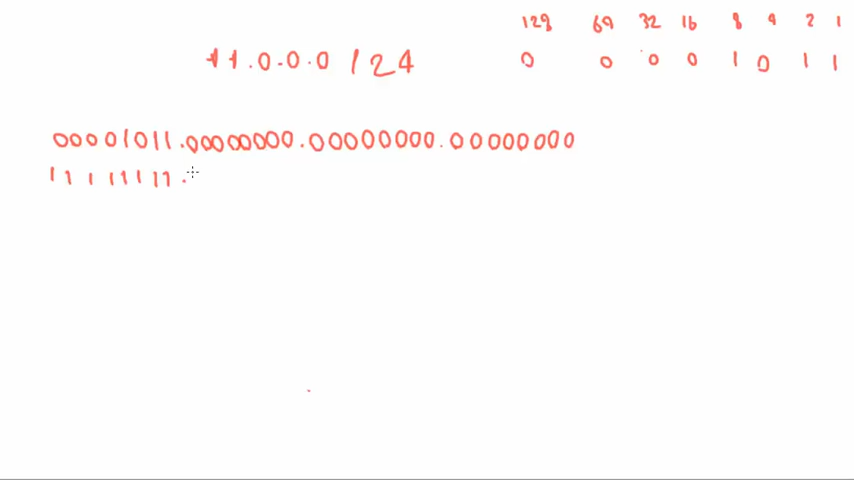 128 64 32 16 8 4 2 1
11.0.0.0 /24
0 0 0 0 1 0 1 1
00001011.00000000.00000000.00000000
11111111.